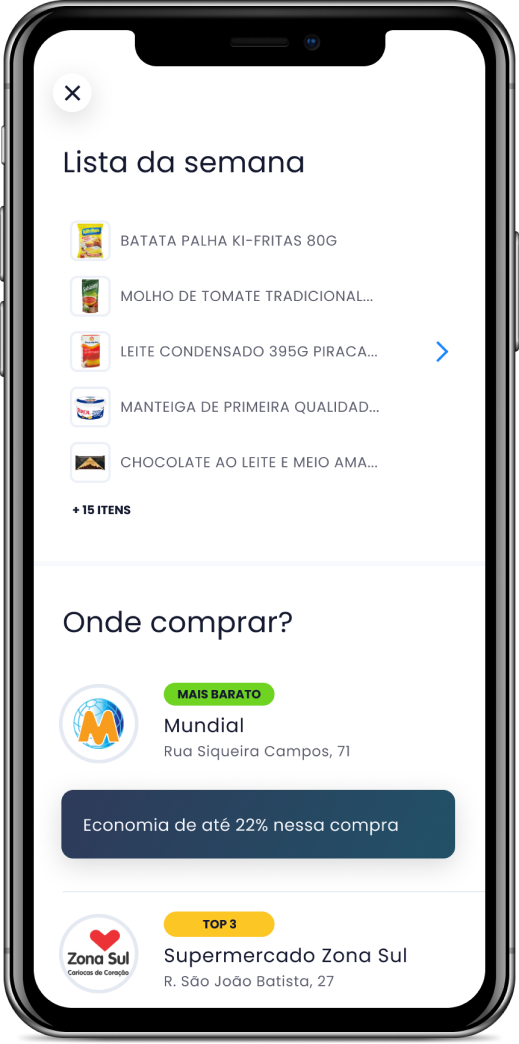 Lista da semana
BATATA PALHA KI-FRITAS 80G
MOLHO DE TOMATE TRADICIONAL...
LEITE CONDENSADO 395G PIRACA...
MANTEIGA DE PRIMEIRA QUALIDAD...
CHOCOLATE AO LEITE E MEIO AMA...
+ 15 ITENS
Onde comprar?
MAIS BARATO
Mundial
Rua Siqueira Campos, 71
Economia de até 22% nessa compra
TOP 3
Zona Sul
Cariocas de Coração
Supermercado Zona Sul
R. São João Batista, 27